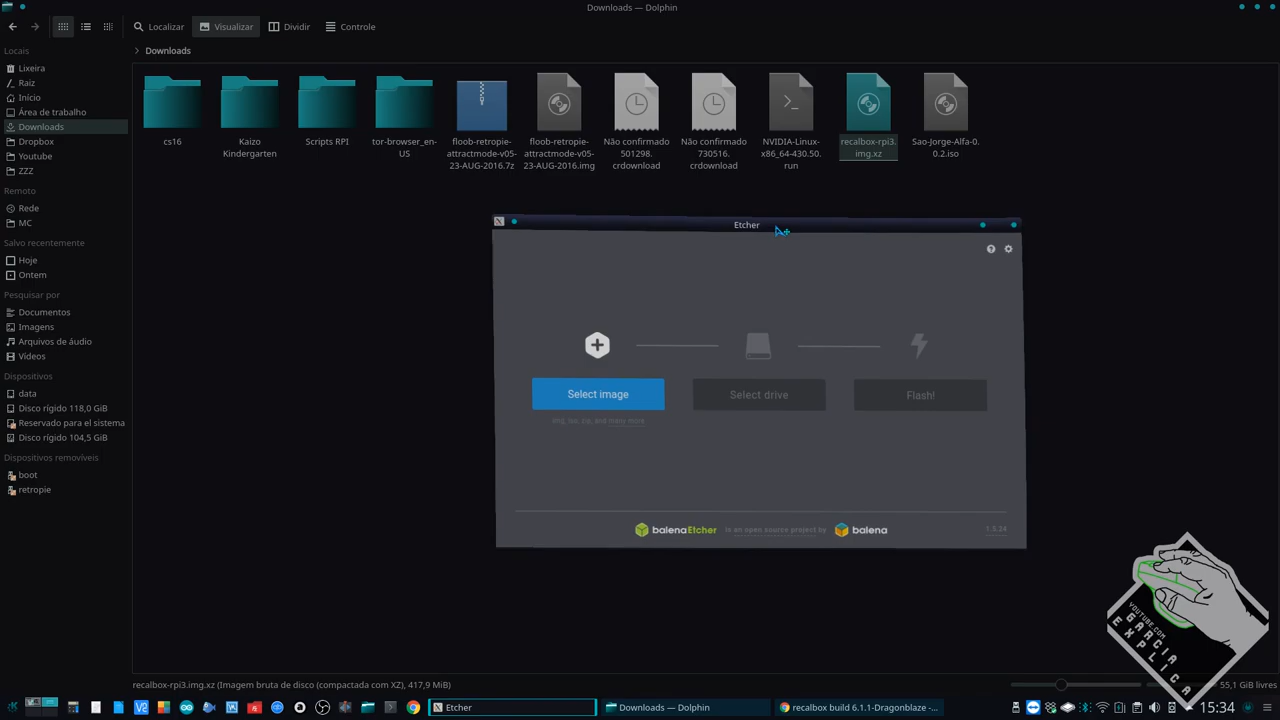 Downloads — Dolphin
Localizar
Visualizar
Dividir
Controle
Locais
Downloads
Lixeira
Raiz
Início
Área de trabalho
Downloads
Dropbox
Youtube
ZZZ
Remoto
Rede
MC
Salvo recentemente
Hoje
Ontem
Pesquisar por
Documentos
Imagens
Arquivos de áudio
Vídeos
Dispositivos
data
Disco rígido 118,0 GiB
Reservado para el sistema
Disco rígido 104,5 GiB
Dispositivos removíveis
boot
retropie
cs16
Kaizo
Kindergarten
Scripts RPI
tor-browser_en-
US
floob-retropie-
attractmode-v05-
23-AUG-2016.7z
floob-retropie-
attractmode-v05-
23-AUG-2016.img
Não confirmado
501298.
crdownload
Não confirmado
730516.
crdownload
NVIDIA-Linux-
x86_64-430.50.
run
recalbox-rpi3.
img.xz
Sao-Jorge-Alfa-0.
0.2.iso
Etcher
Select image
Select drive
Flash!
.img, .iso, .zip, and many more
balenaEtcher is an open source project by balena
YOUTUBE.COM
GARCIA
EXPLICA
recalbox-rpi3.img.xz (Imagem bruta de disco (compactada com XZ), 417,9 MiB)
55,1 GiB livres
Etcher
Downloads — Dolphin
recalbox build 6.1.1-Dragonblaze -...
15:34